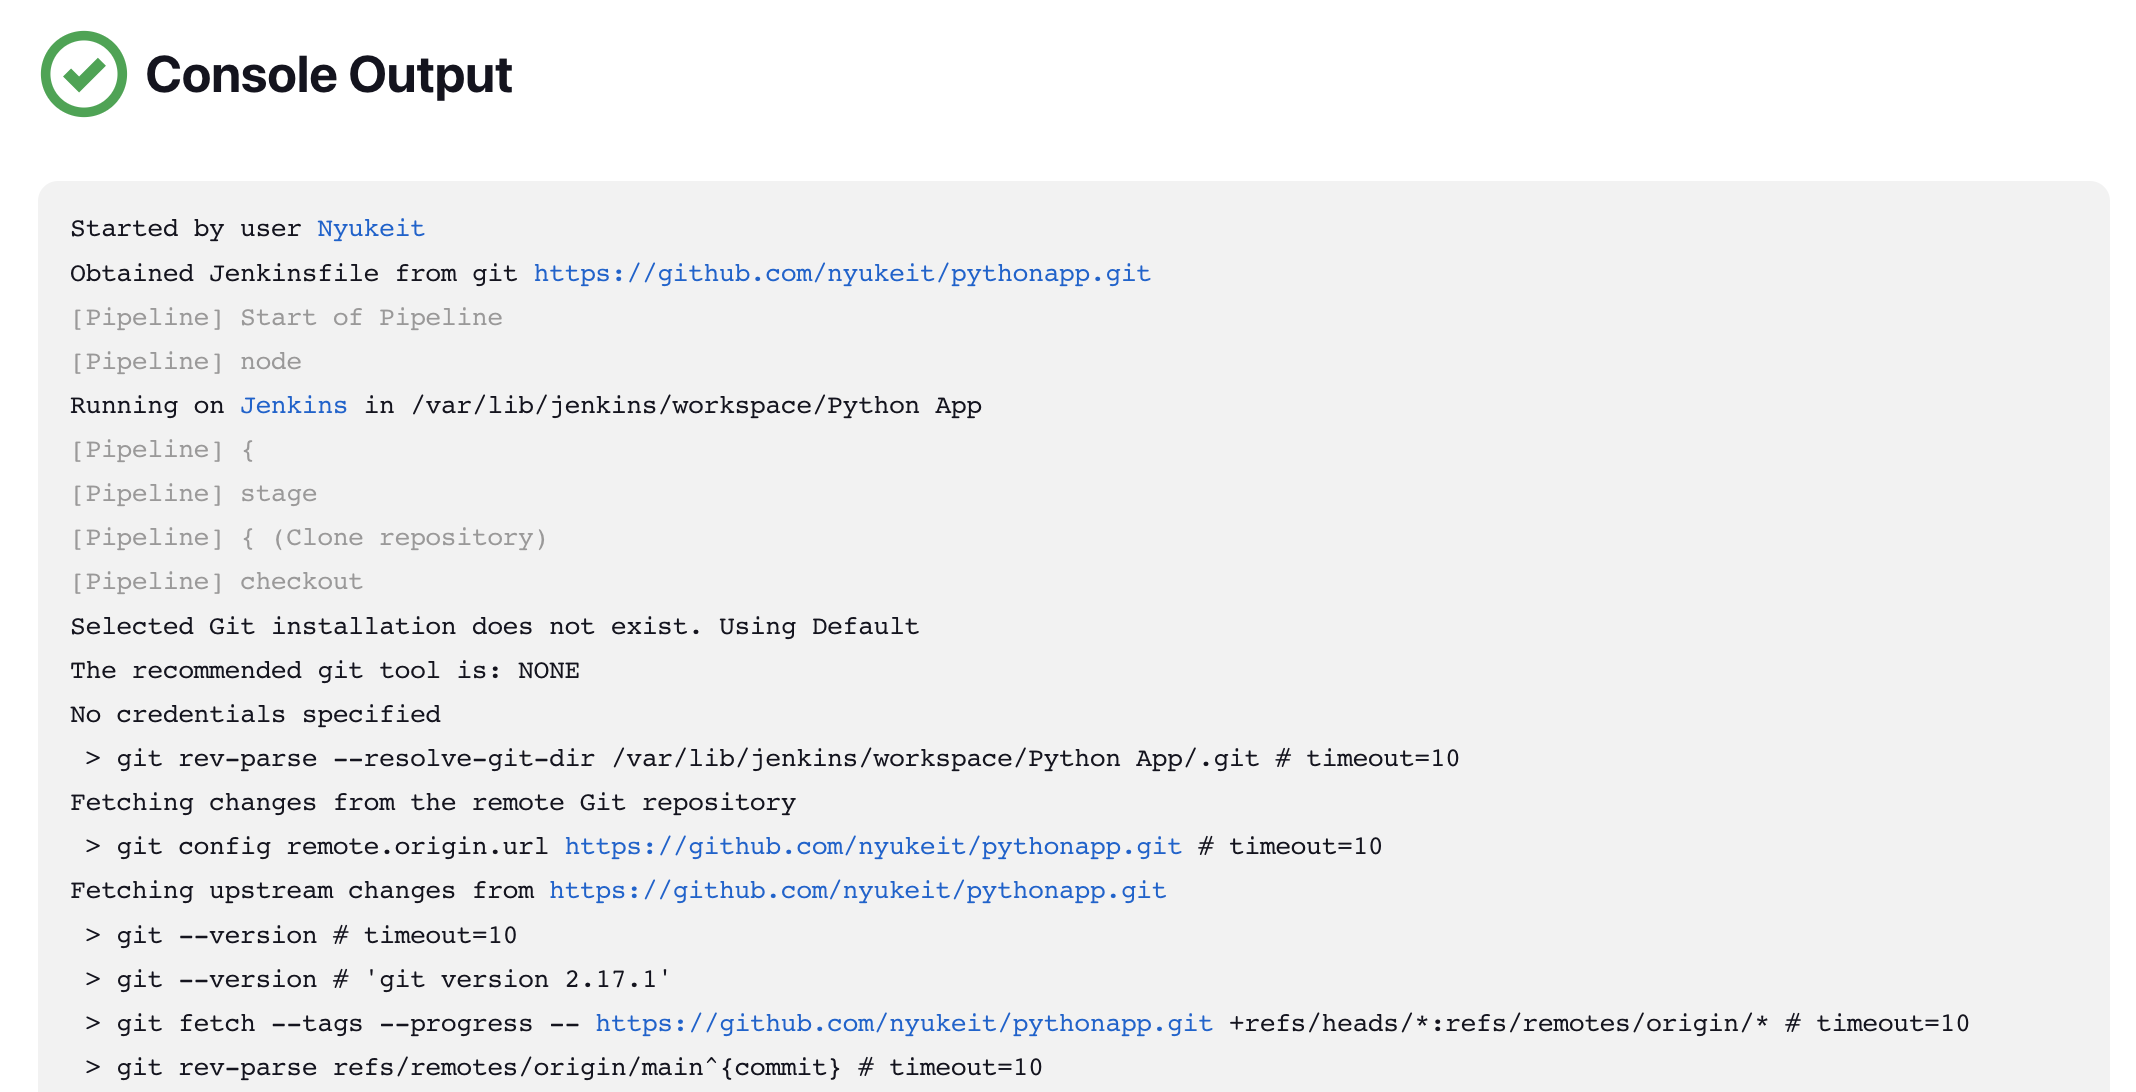 Console Output
Started by user Nyukeit
Obtained Jenkinsfile from git https://github.com/nyukeit/pythonapp.git
[Pipeline] Start of Pipeline
[Pipeline] node
Running on Jenkins in /var/lib/jenkins/workspace/Python App
[Pipeline] {
[Pipeline] stage
[Pipeline] { (Clone repository)
[Pipeline] checkout
Selected Git installation does not exist. Using Default
The recommended git tool is: NONE
No credentials specified
 > git rev-parse --resolve-git-dir /var/lib/jenkins/workspace/Python App/.git # timeout=10
Fetching changes from the remote Git repository
 > git config remote.origin.url https://github.com/nyukeit/pythonapp.git # timeout=10
Fetching upstream changes from https://github.com/nyukeit/pythonapp.git
 > git --version # timeout=10
 > git --version # 'git version 2.17.1'
 > git fetch --tags --progress -- https://github.com/nyukeit/pythonapp.git +refs/heads/*:refs/remotes/origin/* # timeout=10
 > git rev-parse refs/remotes/origin/main^{commit} # timeout=10